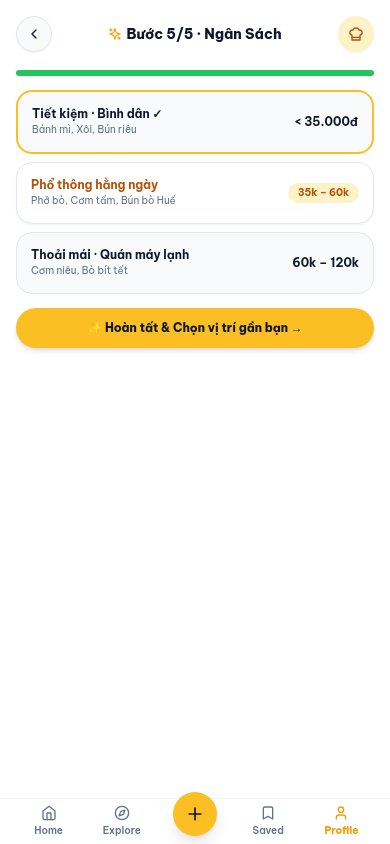 Bước 5/5 · Ngân Sách
Tiết kiệm · Bình dân ✓
Bánh mì, Xôi, Bún riêu
< 35.000đ
Phổ thông hằng ngày
Phở bò, Cơm tấm, Bún bò Huế
35k – 60k
Thoải mái · Quán máy lạnh
Cơm niêu, Bò bít tết
60k – 120k
✨ Hoàn tất & Chọn vị trí gần bạn →
Home
Explore
Saved
Profile